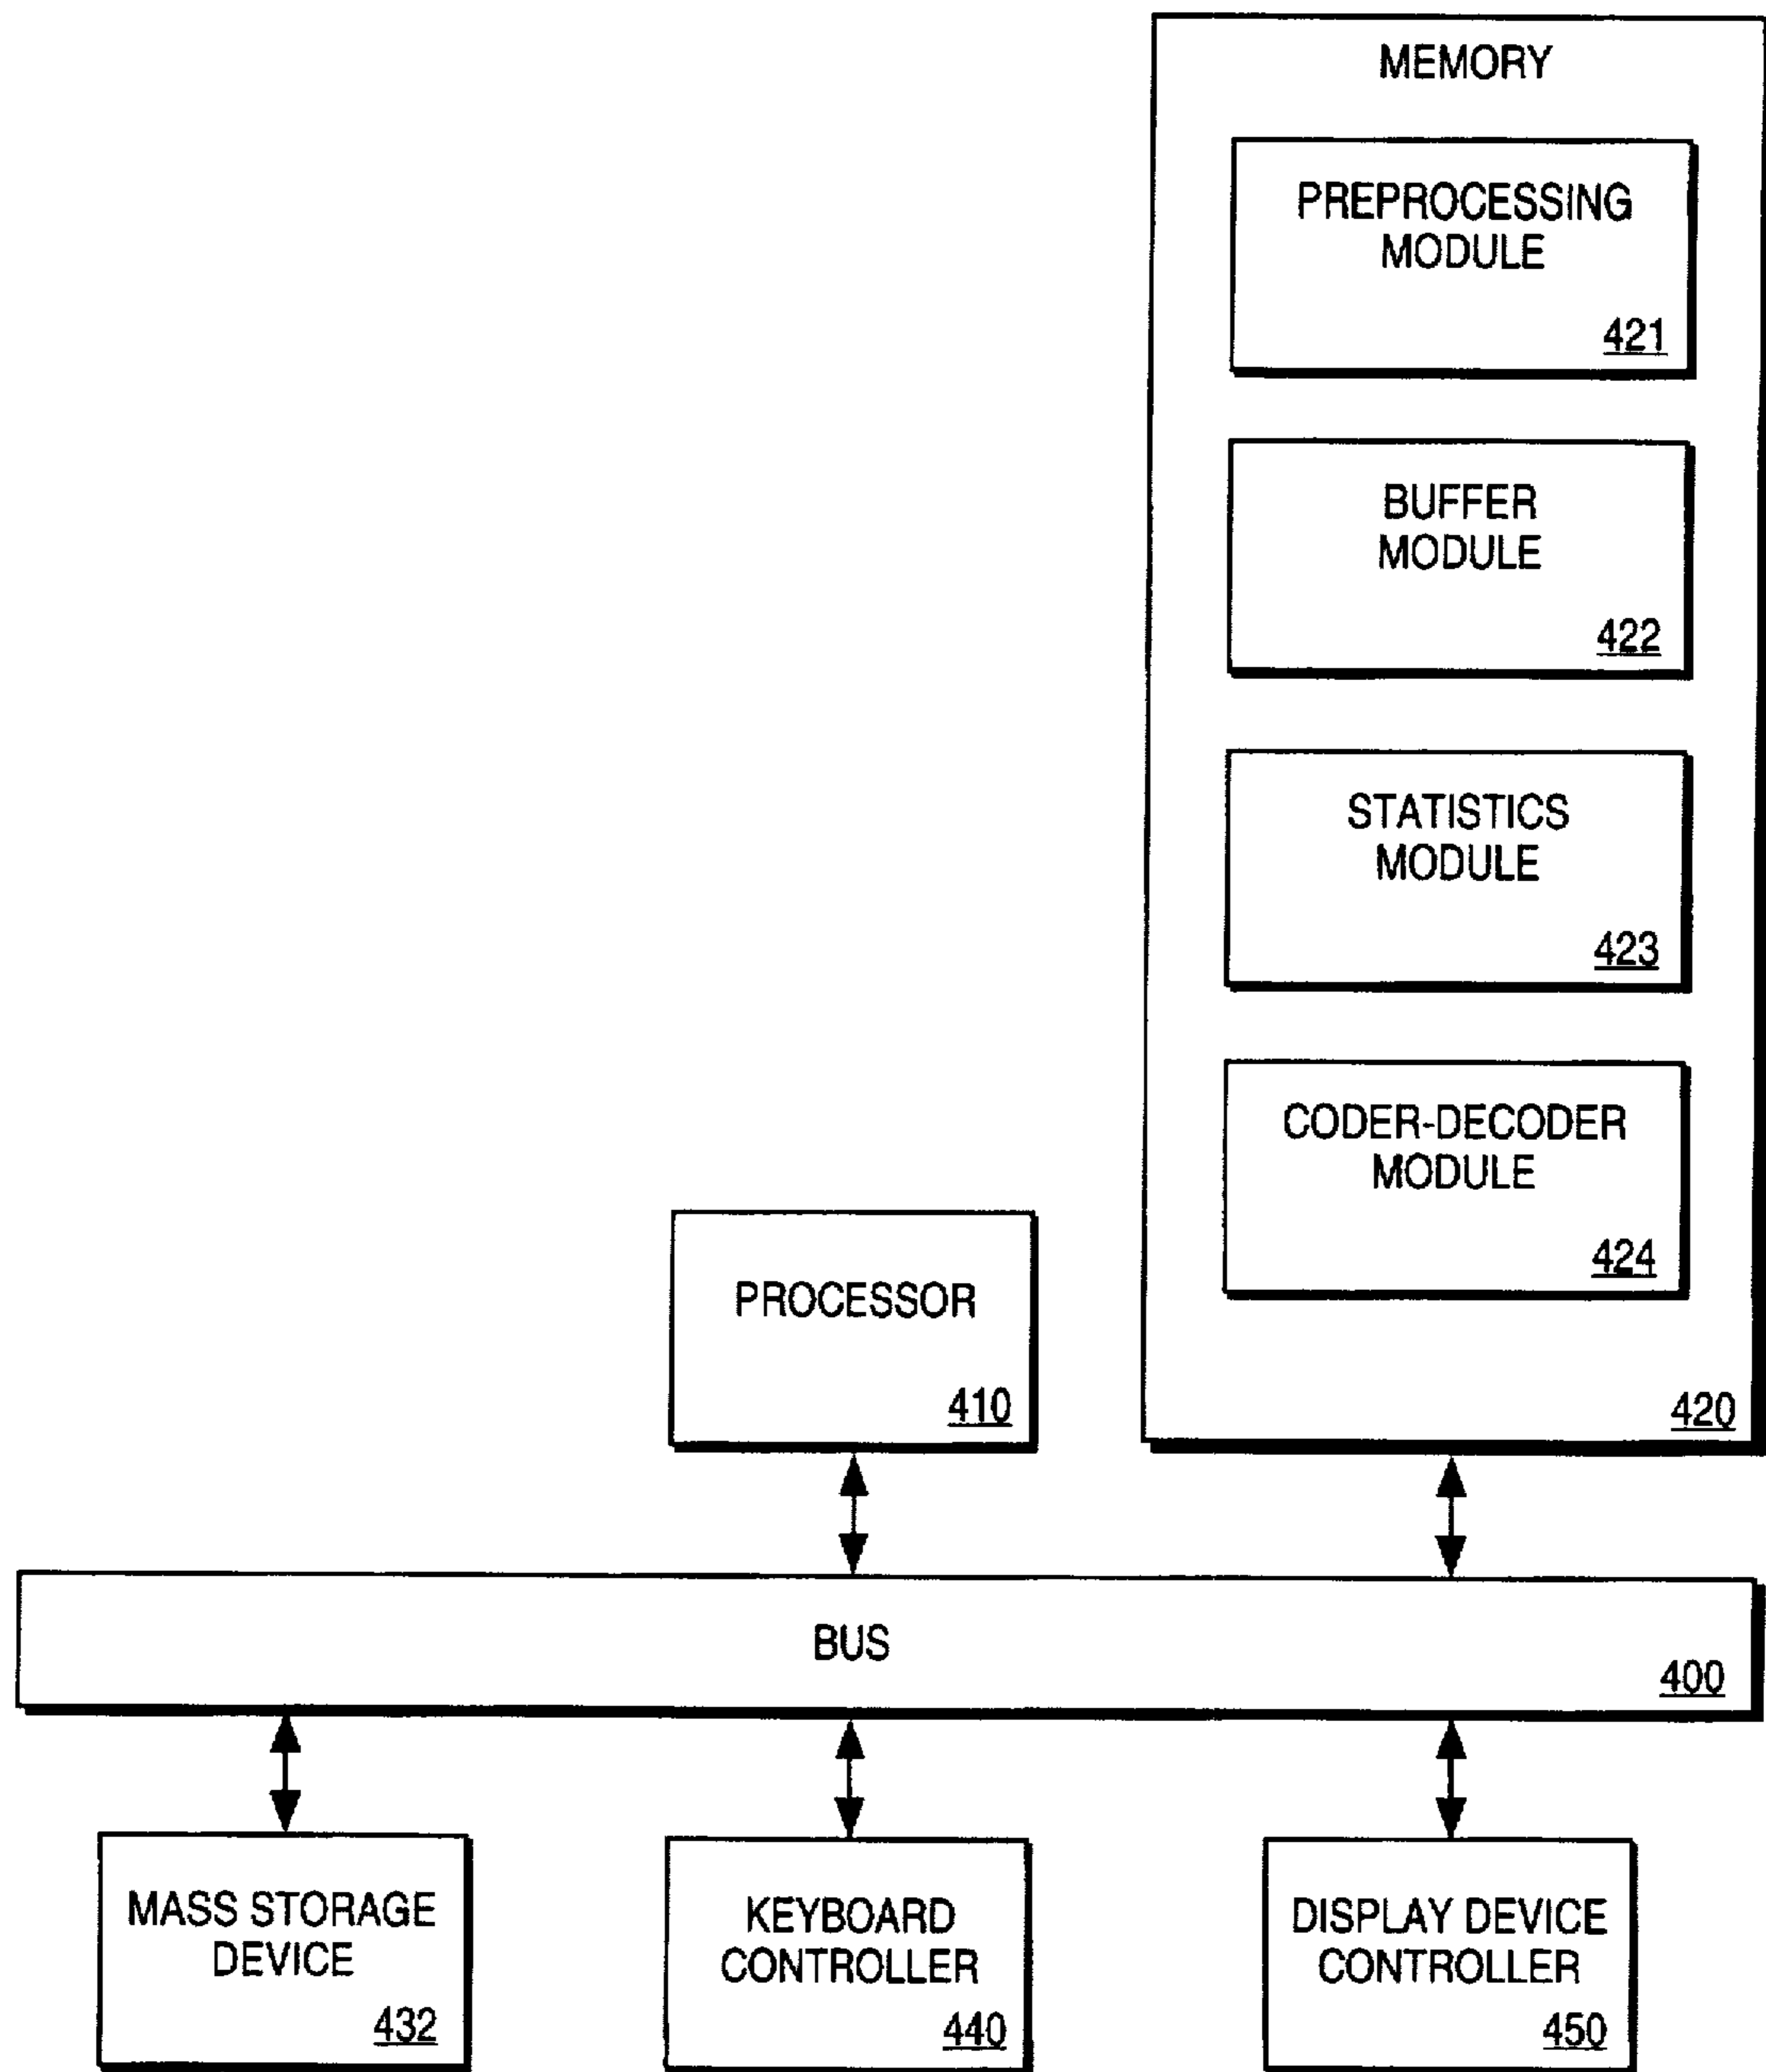 MEMORY
PREPROCESSING
MODULE
421
BUFFER
MODULE
422
STATISTICS
MODULE
423
CODER-DECODER
MODULE
424
420
PROCESSOR
410
BUS
400
MASS STORAGE
DEVICE
432
KEYBOARD
CONTROLLER
440
DISPLAY DEVICE
CONTROLLER
450